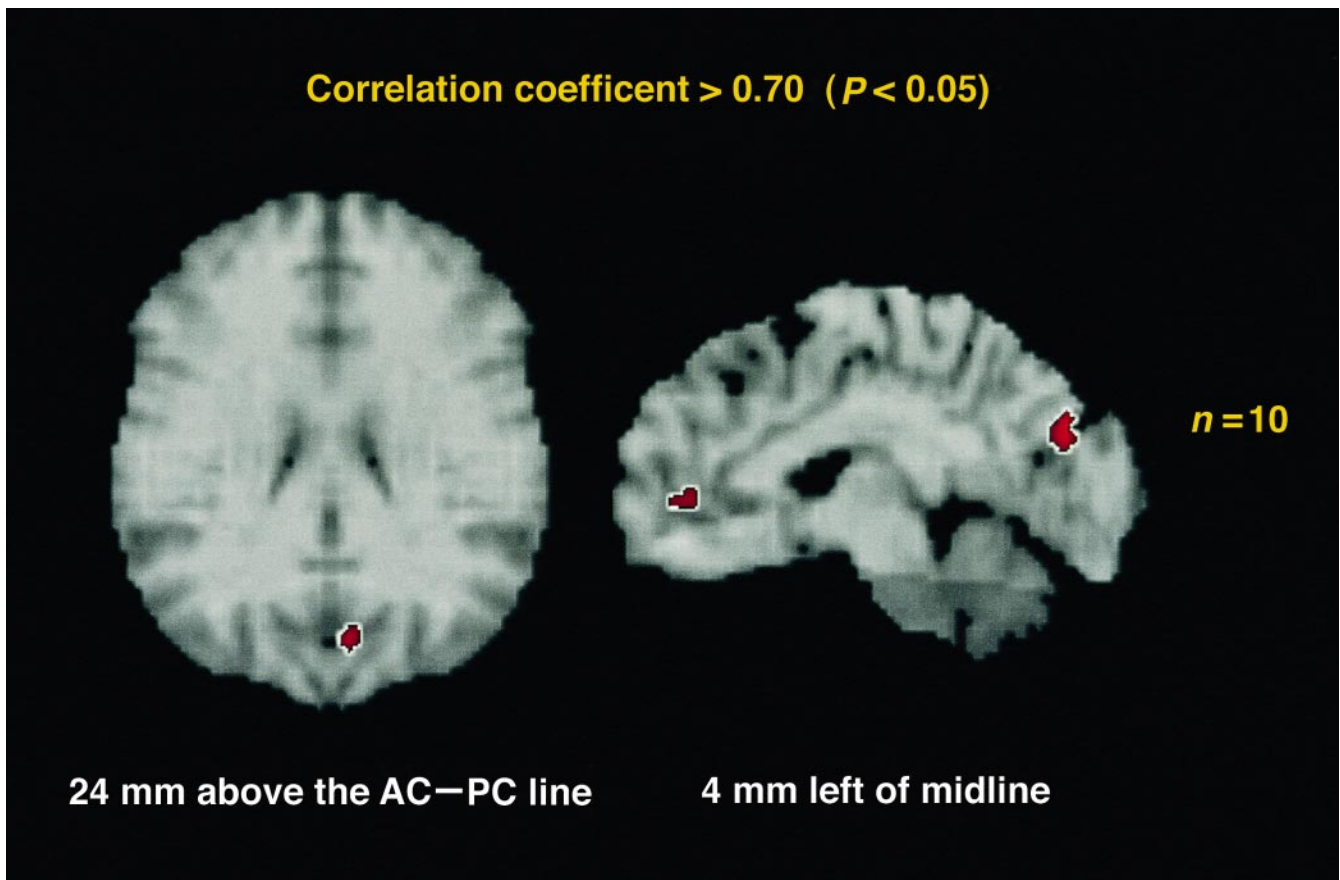 Correlation coefficent > 0.70 (P < 0.05)
n = 10
24 mm above the AC–PC line
4 mm left of midline